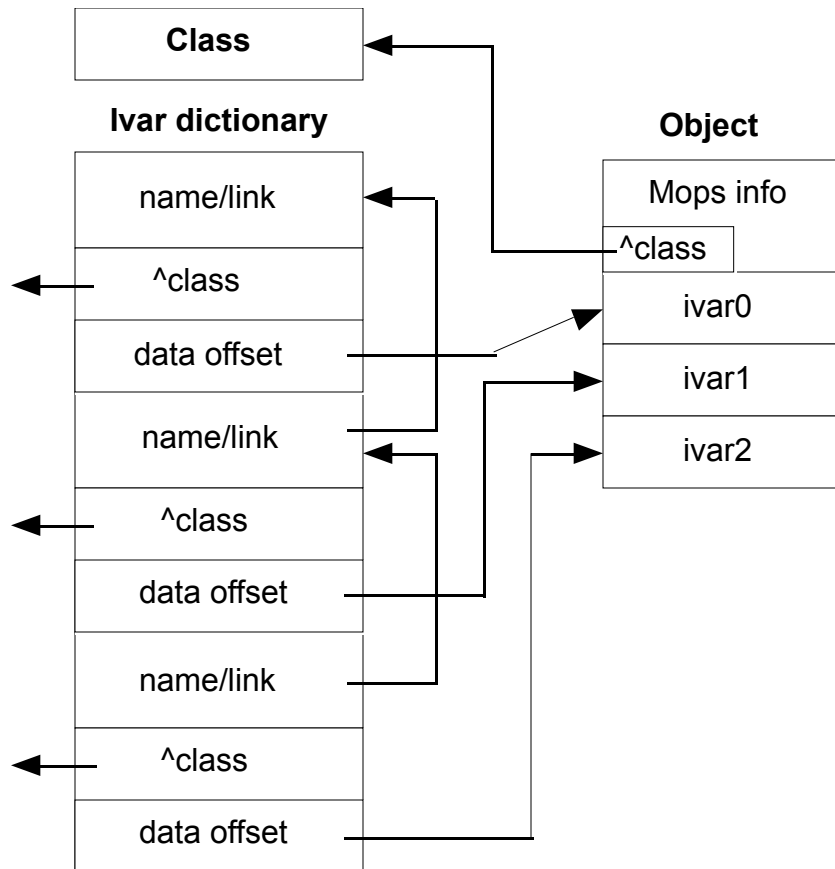 Class
Ivar dictionary
name/link
^class
data offset
name/link
^class
data offset
name/link
^class
data offset
Object
Mops info
^class
ivar0
ivar1
ivar2